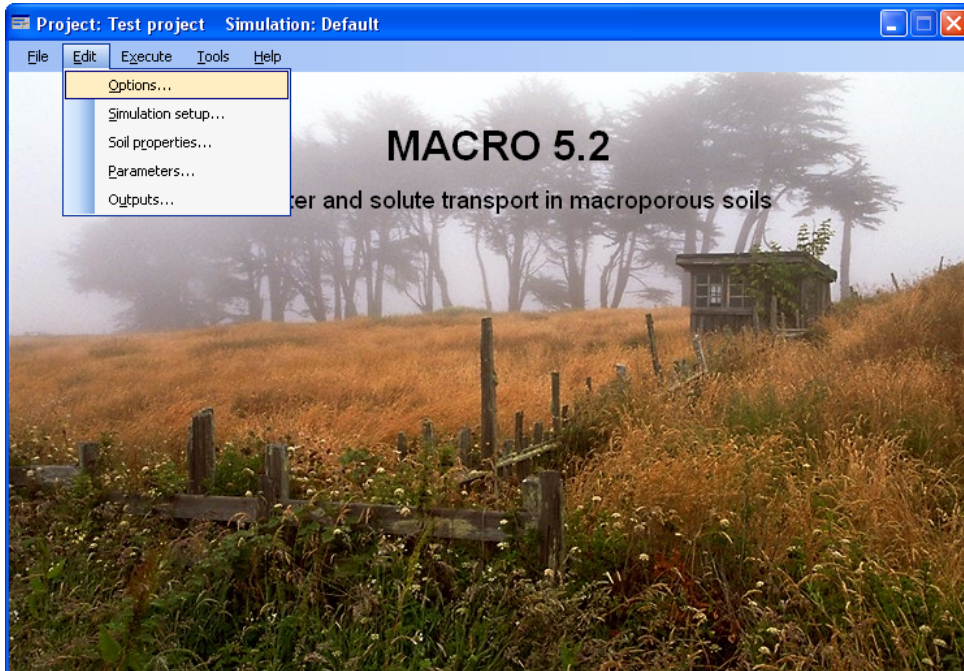 Project: Test project Simulation: Default
File Edit Execute Tools Help
Options...
Simulation setup...
Soil properties...
Parameters...
Outputs...
MACRO 5.2
ter and solute transport in macroporous soils